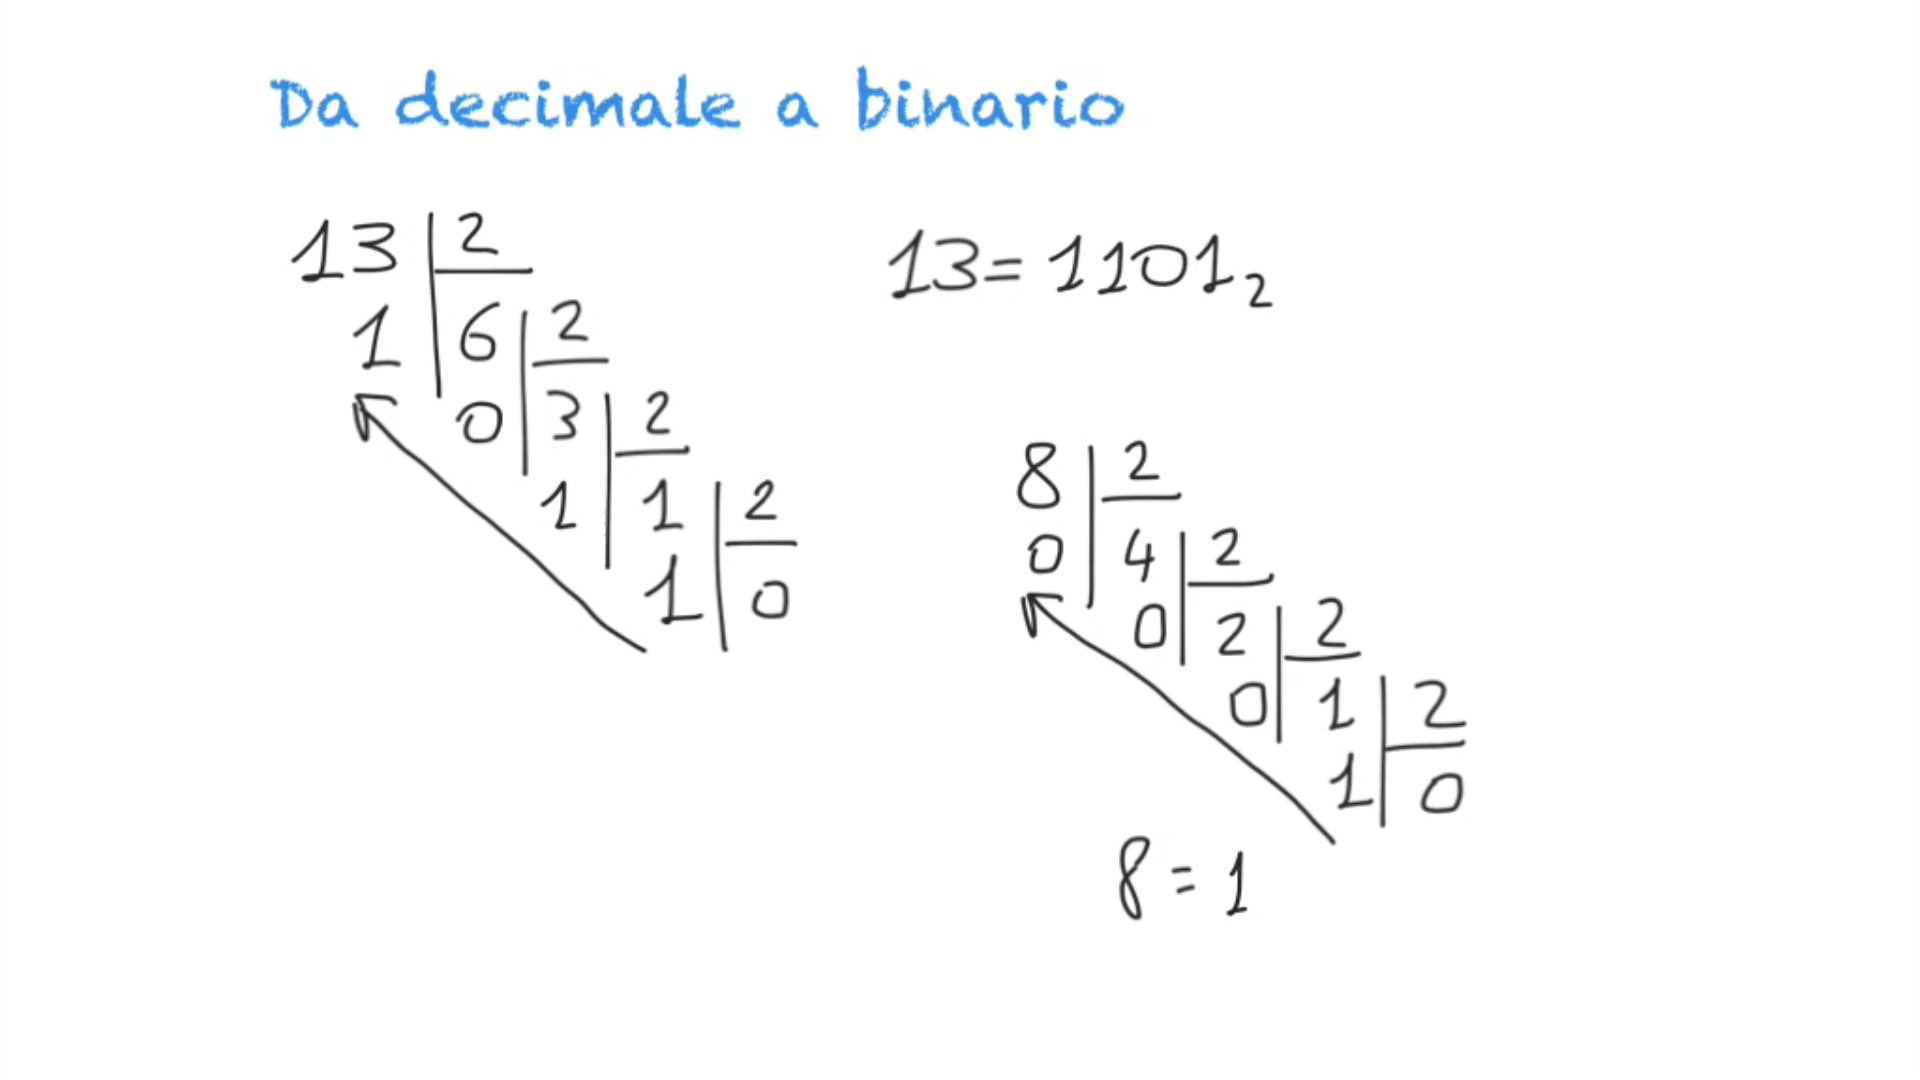 Da decimale a binario
13 2
1 6 2
0 3 2
1 1 2
1 0
13=1101₂
8 2
0 4 2
0 2 2
0 1 2
1 0
8=1